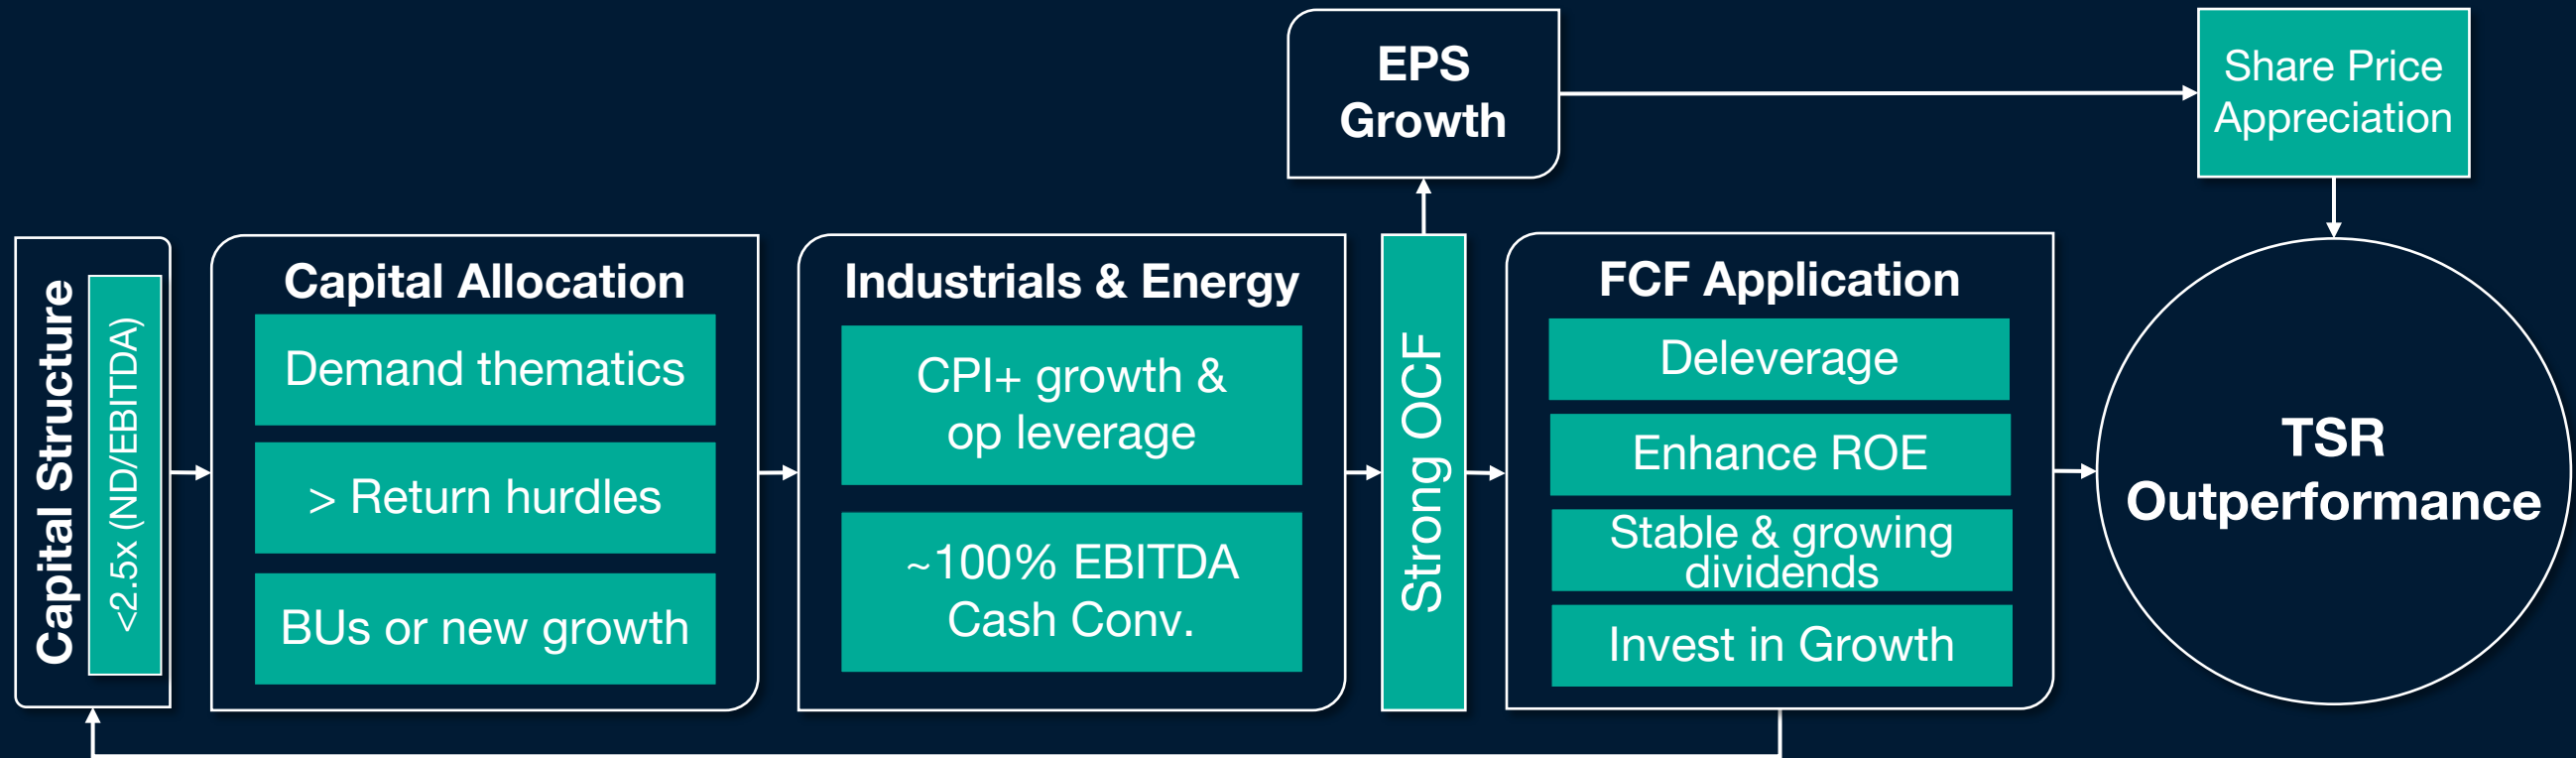 EPS
Growth
Share Price
Appreciation
Capital Structure
<2.5x (ND/EBITDA)
Capital Allocation
Demand thematics
> Return hurdles
BUs or new growth
Industrials & Energy
CPI+ growth &
op leverage
~100% EBITDA
Cash Conv.
Strong OCF
FCF Application
Deleverage
Enhance ROE
Stable & growing
dividends
Invest in Growth
TSR
Outperformance